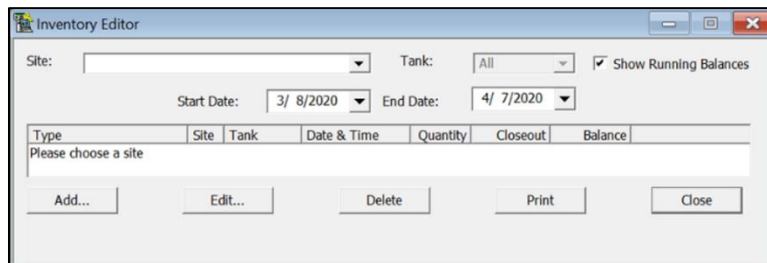 Inventory Editor
Site: Tank: All Show Running Balances
Start Date: 3/ 8/2020 End Date: 4/ 7/2020
Type Site Tank Date & Time Quantity Closeout Balance
Please choose a site
Add... Edit... Delete Print Close